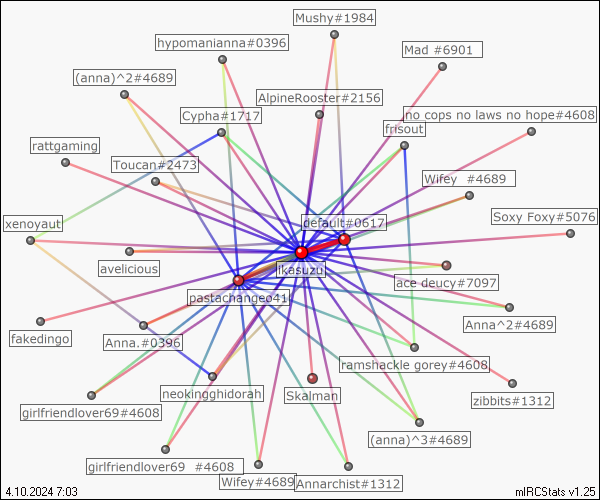 Mushy#1984
hypomanianna#0396
Mad #6901
(anna)^2#4689
AlpineRooster#2156
Cypha#1717
no cops no laws no hope#4608
frisout
rattgaming
Toucan#2473
Wifey #4689
xenoyaut
default#0617
Soxy Foxy#5076
avelicious
ikasuzu
ace deucy#7097
pastachangeo41
Anna^2#4689
fakedingo
Anna.#0396
ramshackle gorey#4608
neokingghidorah
Skalman
zibbits#1312
girlfriendlover69#4608
(anna)^3#4689
girlfriendlover69 #4608
Wifey#4689
Annarchist#1312
4.10.2024 7:03
mIRCStats v1.25